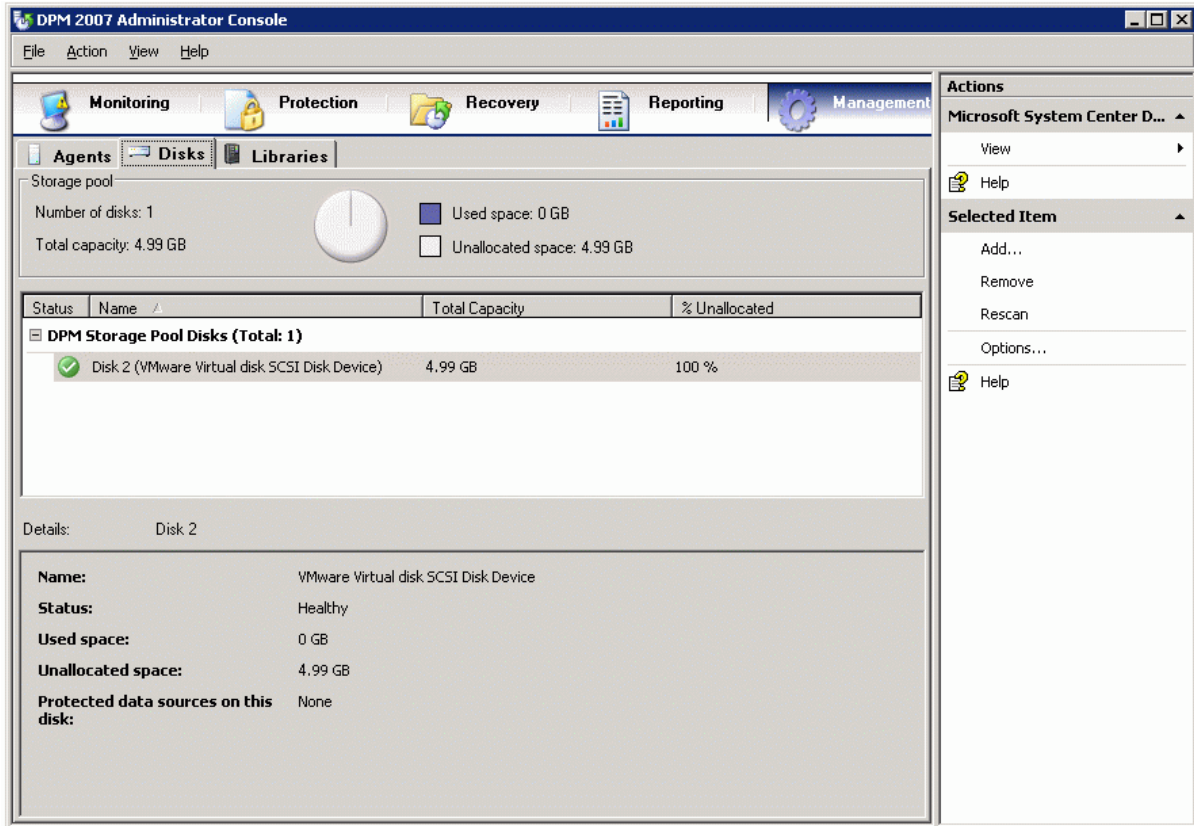 DPM 2007 Administrator Console
File Action View Help
Monitoring Protection Recovery Reporting Management
Agents Disks Libraries
Storage pool
Number of disks: 1
Total capacity: 4.99 GB
Used space: 0 GB
Unallocated space: 4.99 GB
Status Name Total Capacity % Unallocated
DPM Storage Pool Disks (Total: 1)
Disk 2 (VMware Virtual disk SCSI Disk Device) 4.99 GB 100 %
Details: Disk 2
Name: VMware Virtual disk SCSI Disk Device
Status: Healthy
Used space: 0 GB
Unallocated space: 4.99 GB
Protected data sources on this None
disk:
Actions
Microsoft System Center D...
View
Help
Selected Item
Add...
Remove
Rescan
Options...
Help